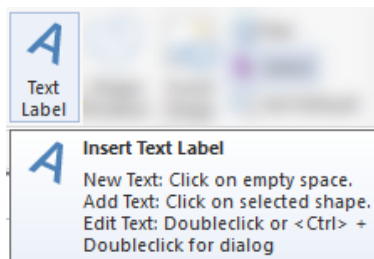 Text
Label
Insert Text Label
New Text: Click on empty space.
Add Text: Click on selected shape.
Edit Text: Doubleclick or <Ctrl> +
Doubleclick for dialog